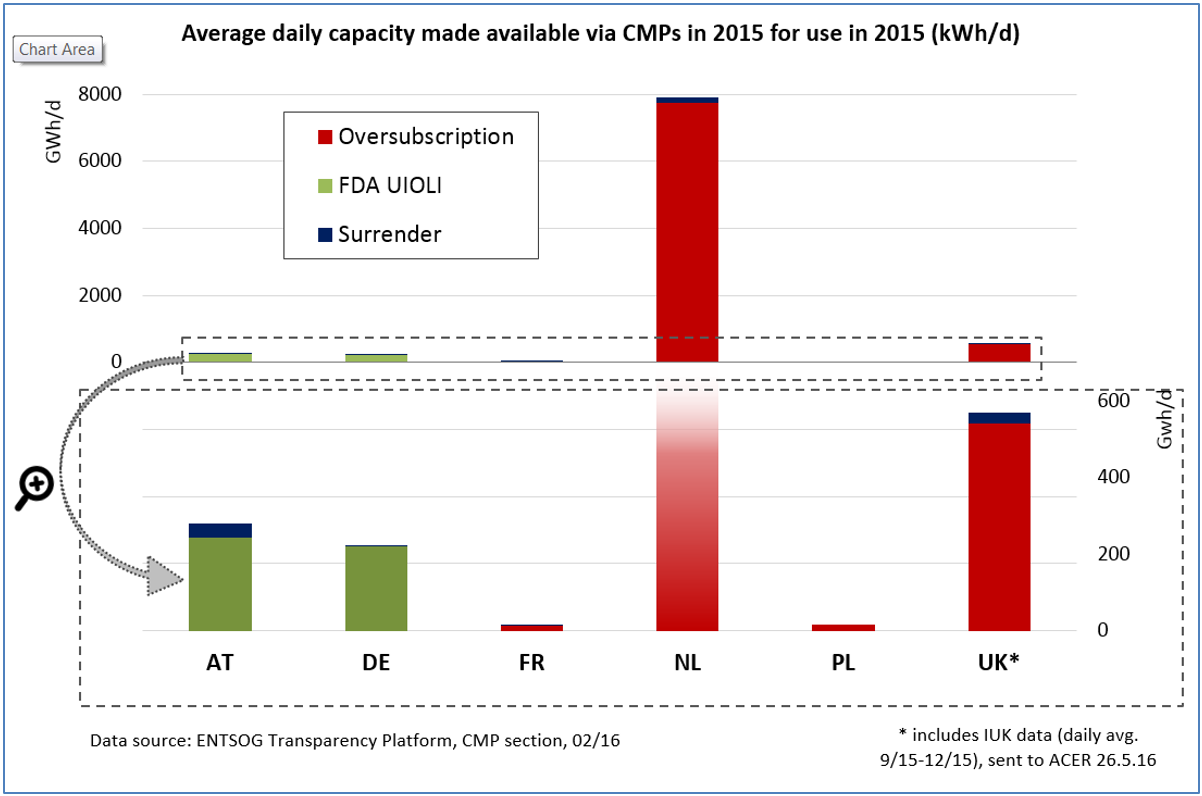 Average daily capacity made available via CMPs in 2015 for use in 2015 (kWh/d)
Chart Area
GWh/d
8000
6000
4000
2000
0
Oversubscription
FDA UIOLI
Surrender
600
400
200
0
Gwh/d
AT DE FR NL PL UK*
Data source: ENTSOG Transparency Platform, CMP section, 02/16
* includes IUK data (daily avg.
9/15-12/15), sent to ACER 26.5.16